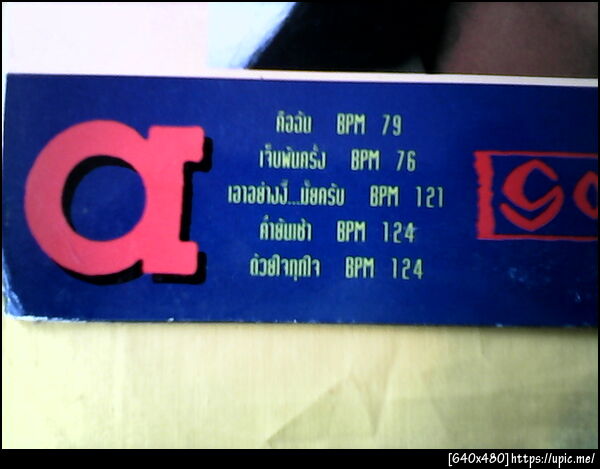 a
คือฉัน BPM 79
เจ็บพันครั้ง BPM 76
เอาอย่างงี้...มั๊ยครับ BPM 121
ค่ำยันเช้า BPM 124
ด้วยใจทุกใจ BPM 124
[640x480]https://upic.me/